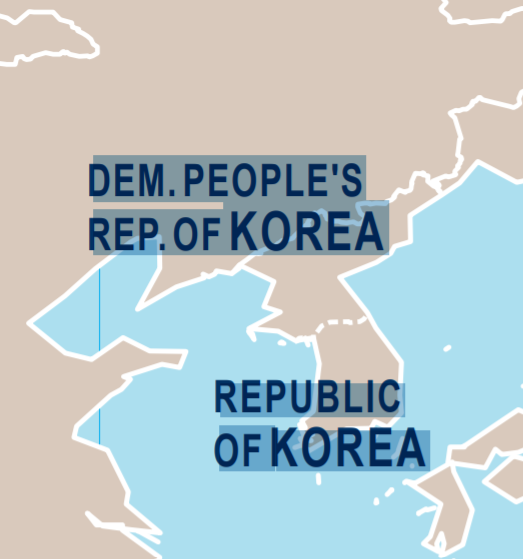 DEM. PEOPLE'S
REP. OF KOREA
REPUBLIC
OF KOREA